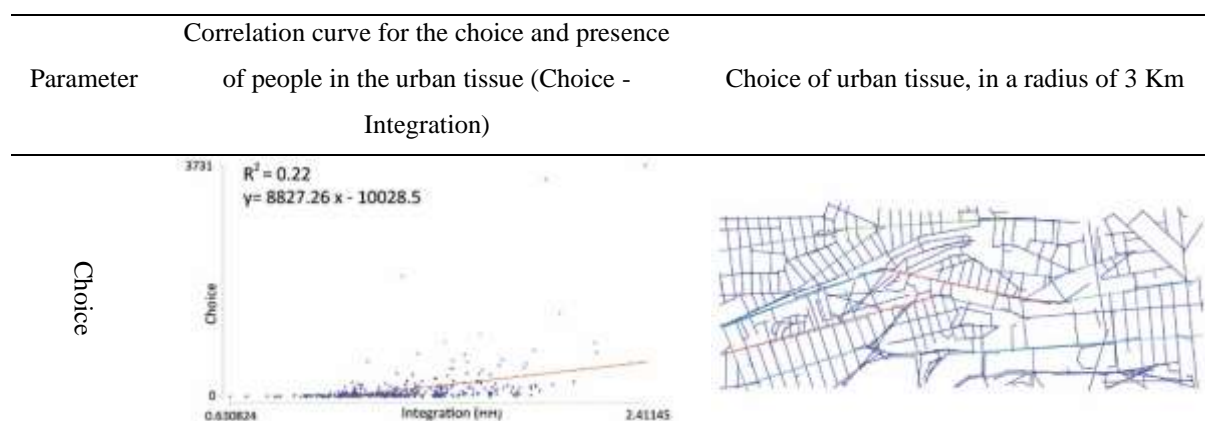 Correlation curve for the choice and presence
Parameter
of people in the urban tissue (Choice -
Choice of urban tissue, in a radius of 3 Km
Integration)
3731
R² = 0.22
y= 8827.26 x - 10028.5
Choice
Choice
0
0.630824
Integration (HH)
2.41145